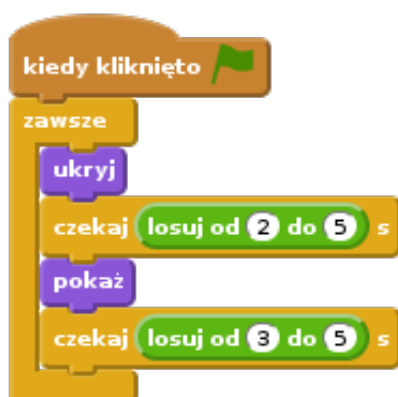 kiedy kliknięto
zawsze
ukryj
czekaj losuj od 2 do 5 s
pokaż
czekaj losuj od 3 do 5 s